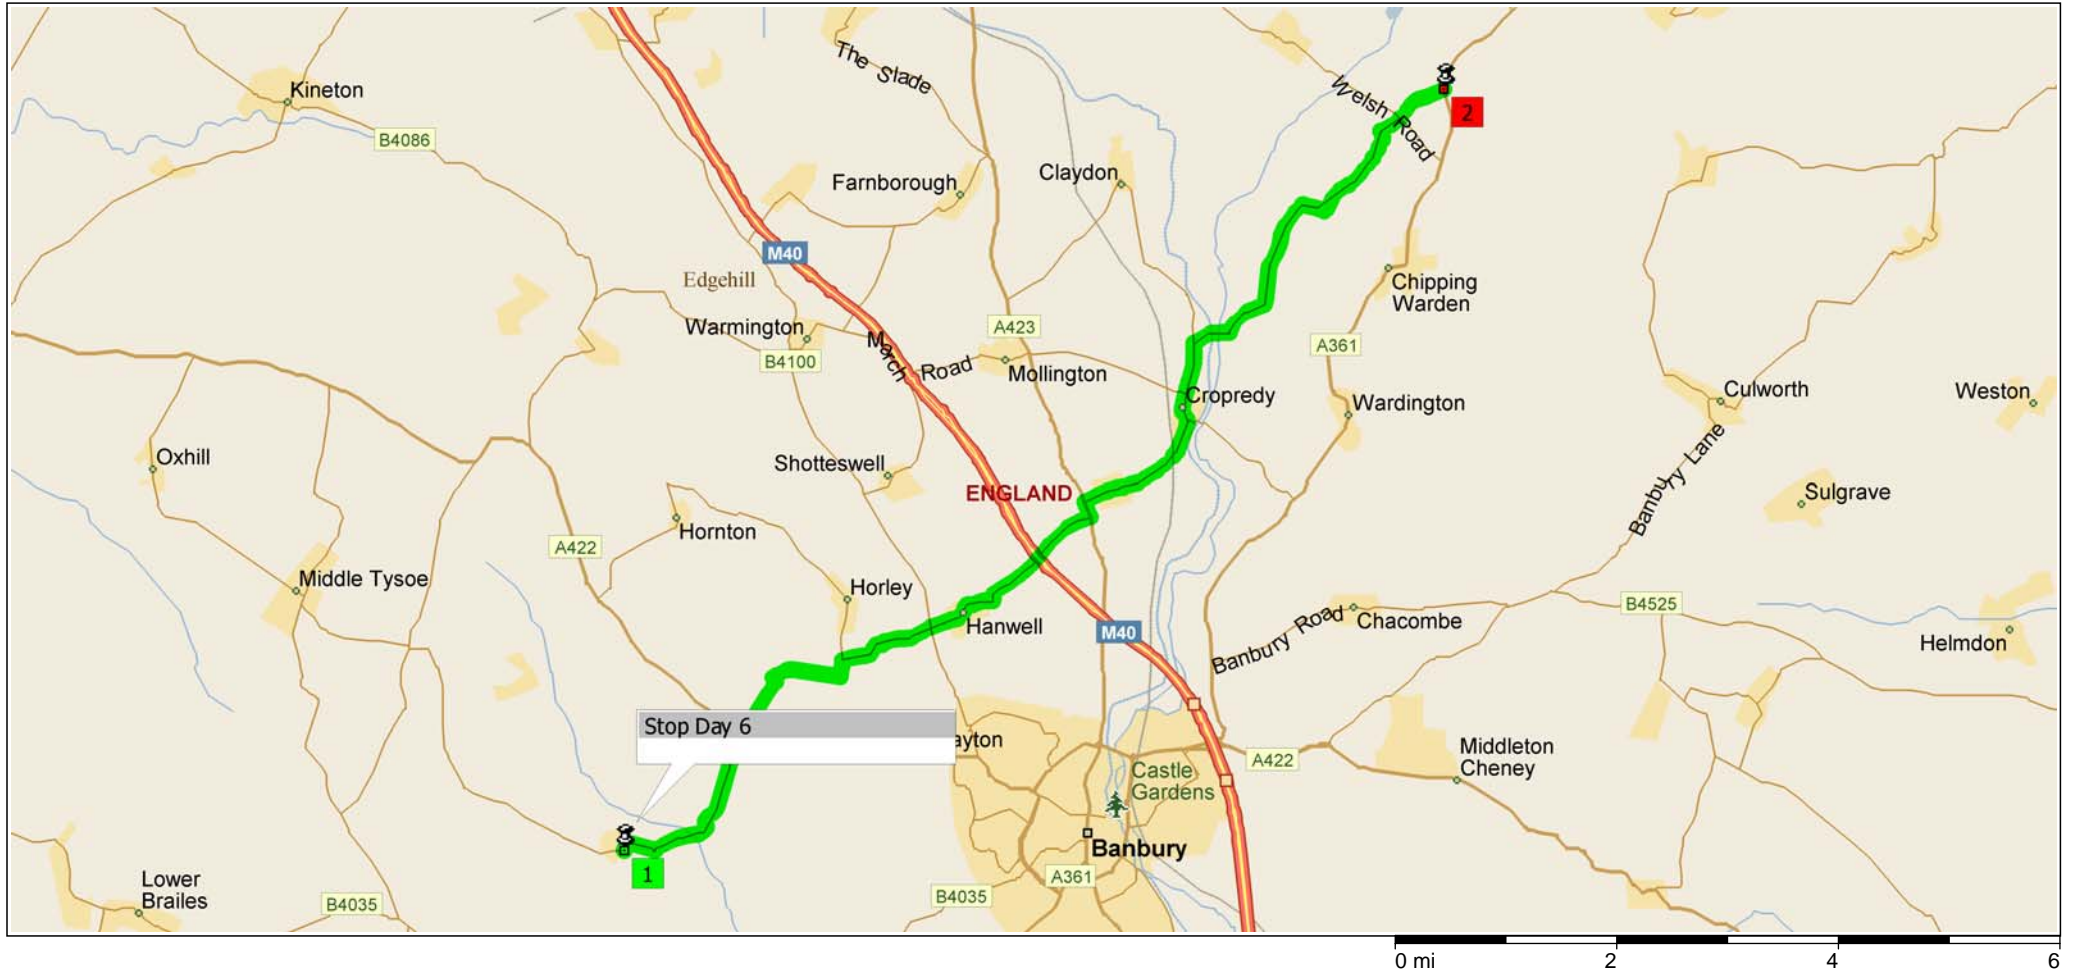 The Slade
Kineton
Welsh Road
2
B4086
Claydon
Farnborough
M40
Edgehill
Chipping
Warden
Warmington
A423
March Road
A361
B4100
Mollington
Culworth
Weston
Cropredy
Wardington
Oxhill
Shotteswell
Banbury Lane
ENGLAND
Sulgrave
Hornton
A422
Middle Tysoe
Horley
B4525
Hanwell
M40
Banbury Road
Chacombe
Helmdon
Stop Day 6
ayton
Middleton
Cheney
A422
Castle
Gardens
Banbury
1
A361
Lower
Brailes
B4035
B4035
0 mi
2
4
6